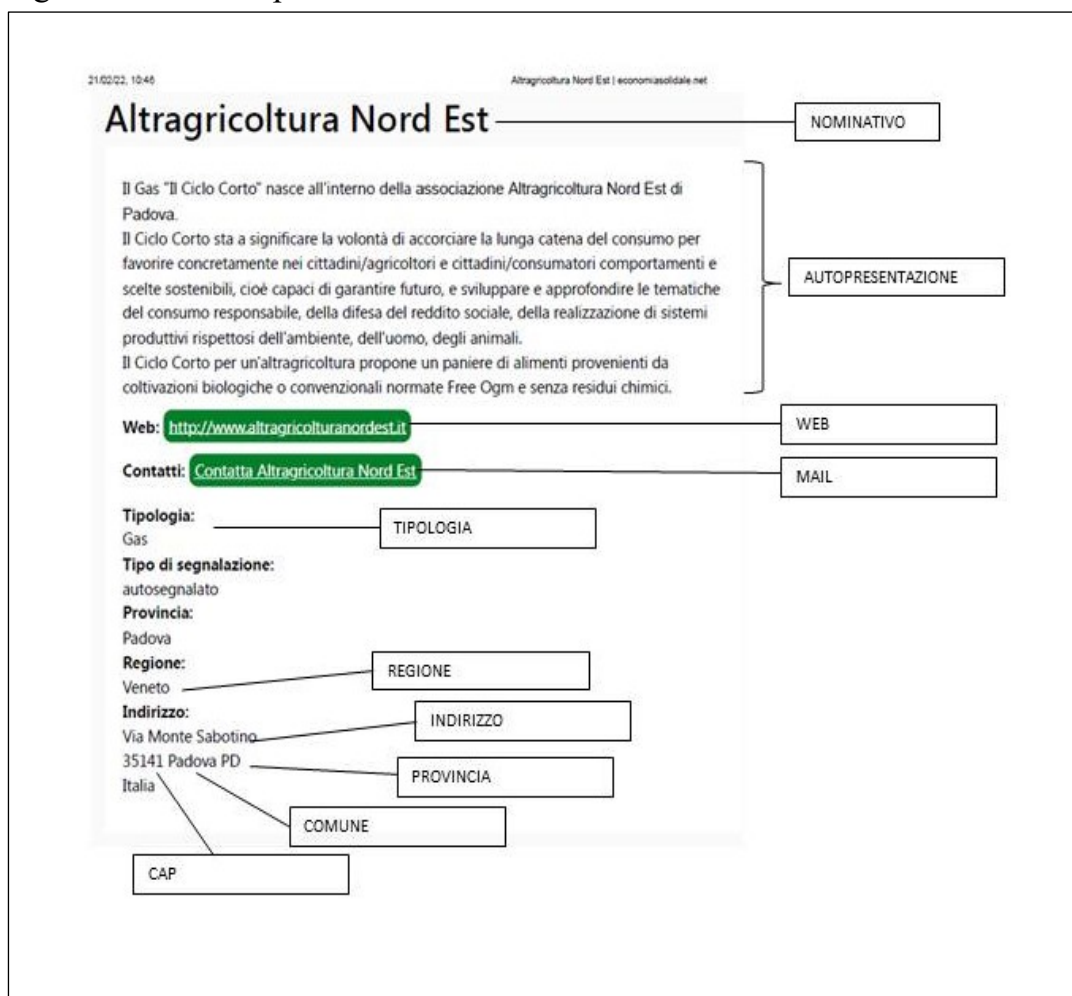 21/02/22, 10:46 Altragricoltura Nord Est | economiasolidale.net
Altragricoltura Nord Est NOMINATIVO
Il Gas "Il Ciclo Corto" nasce all'interno della associazione Altragricoltura Nord Est di
Padova.
Il Ciclo Corto sta a significare la volontà di accorciare la lunga catena del consumo per
favorire concretamente nei cittadini/agricoltori e cittadini/consumatori comportamenti e
scelte sostenibili, cioè capaci di garantire futuro, e sviluppare e approfondire le tematiche
del consumo responsabile, della difesa del reddito sociale, della realizzazione di sistemi
produttivi rispettosi dell'ambiente, dell'uomo, degli animali.
Il Ciclo Corto per un'altragricoltura propone un paniere di alimenti provenienti da
coltivazioni biologiche o convenzionali normate Free Ogm e senza residui chimici.
AUTOPRESENTAZIONE
Web: http://www.altragricolturanordest.it WEB
Contatti: Contatta Altragricoltura Nord Est MAIL
Tipologia: TIPOLOGIA
Gas
Tipo di segnalazione:
autosegnalato
Provincia:
Padova
Regione: REGIONE
Veneto
Indirizzo: INDIRIZZO
Via Monte Sabotino
35141 Padova PD PROVINCIA
Italia
COMUNE
CAP